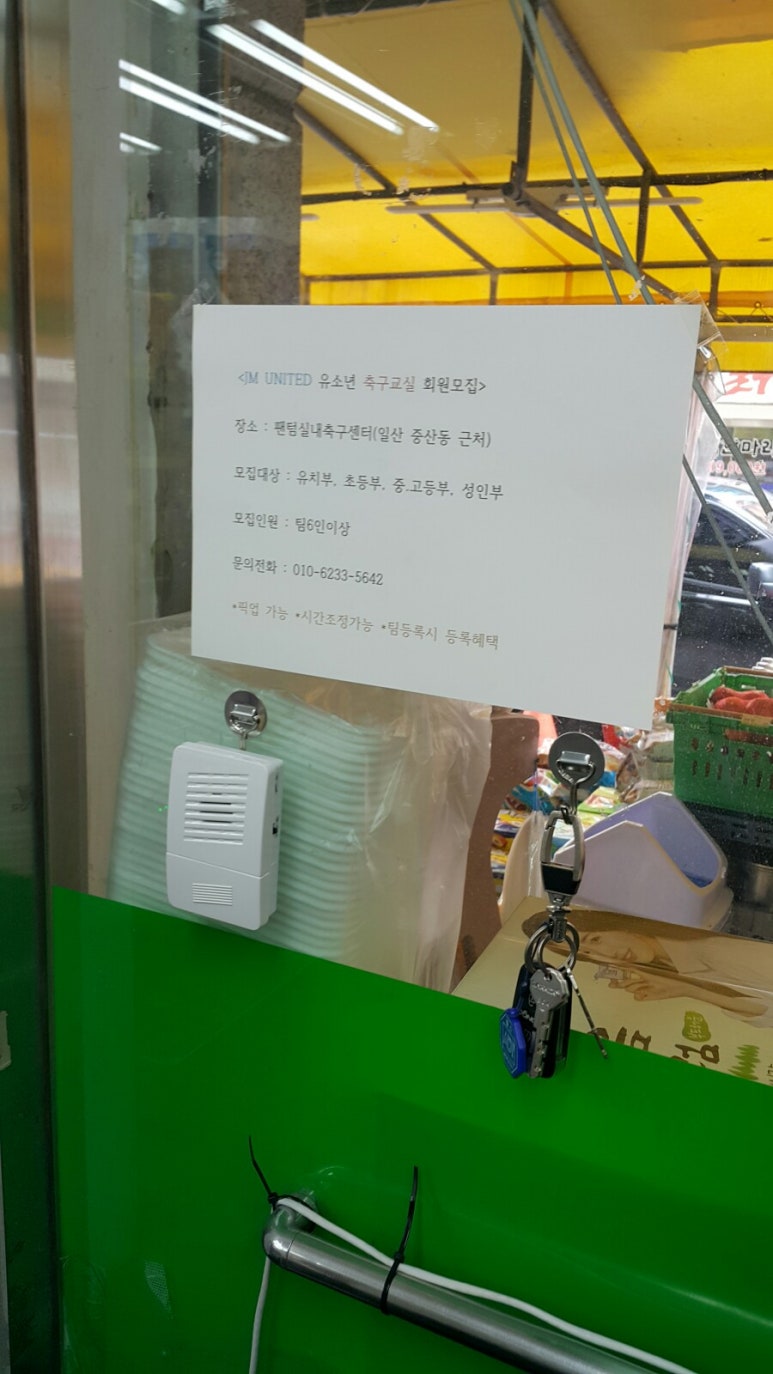 <JM UNITED 유소년 축구교실 회원모집>
장소 : 팬텀실내축구센터(일산 중산동 근처)
모집대상 : 유치부, 초등부, 중.고등부, 성인부
모집인원 : 팀6인이상
문의전화 : 010-6233-5642
*픽업 가능 *시간조정가능 *팀등록시 등록혜택